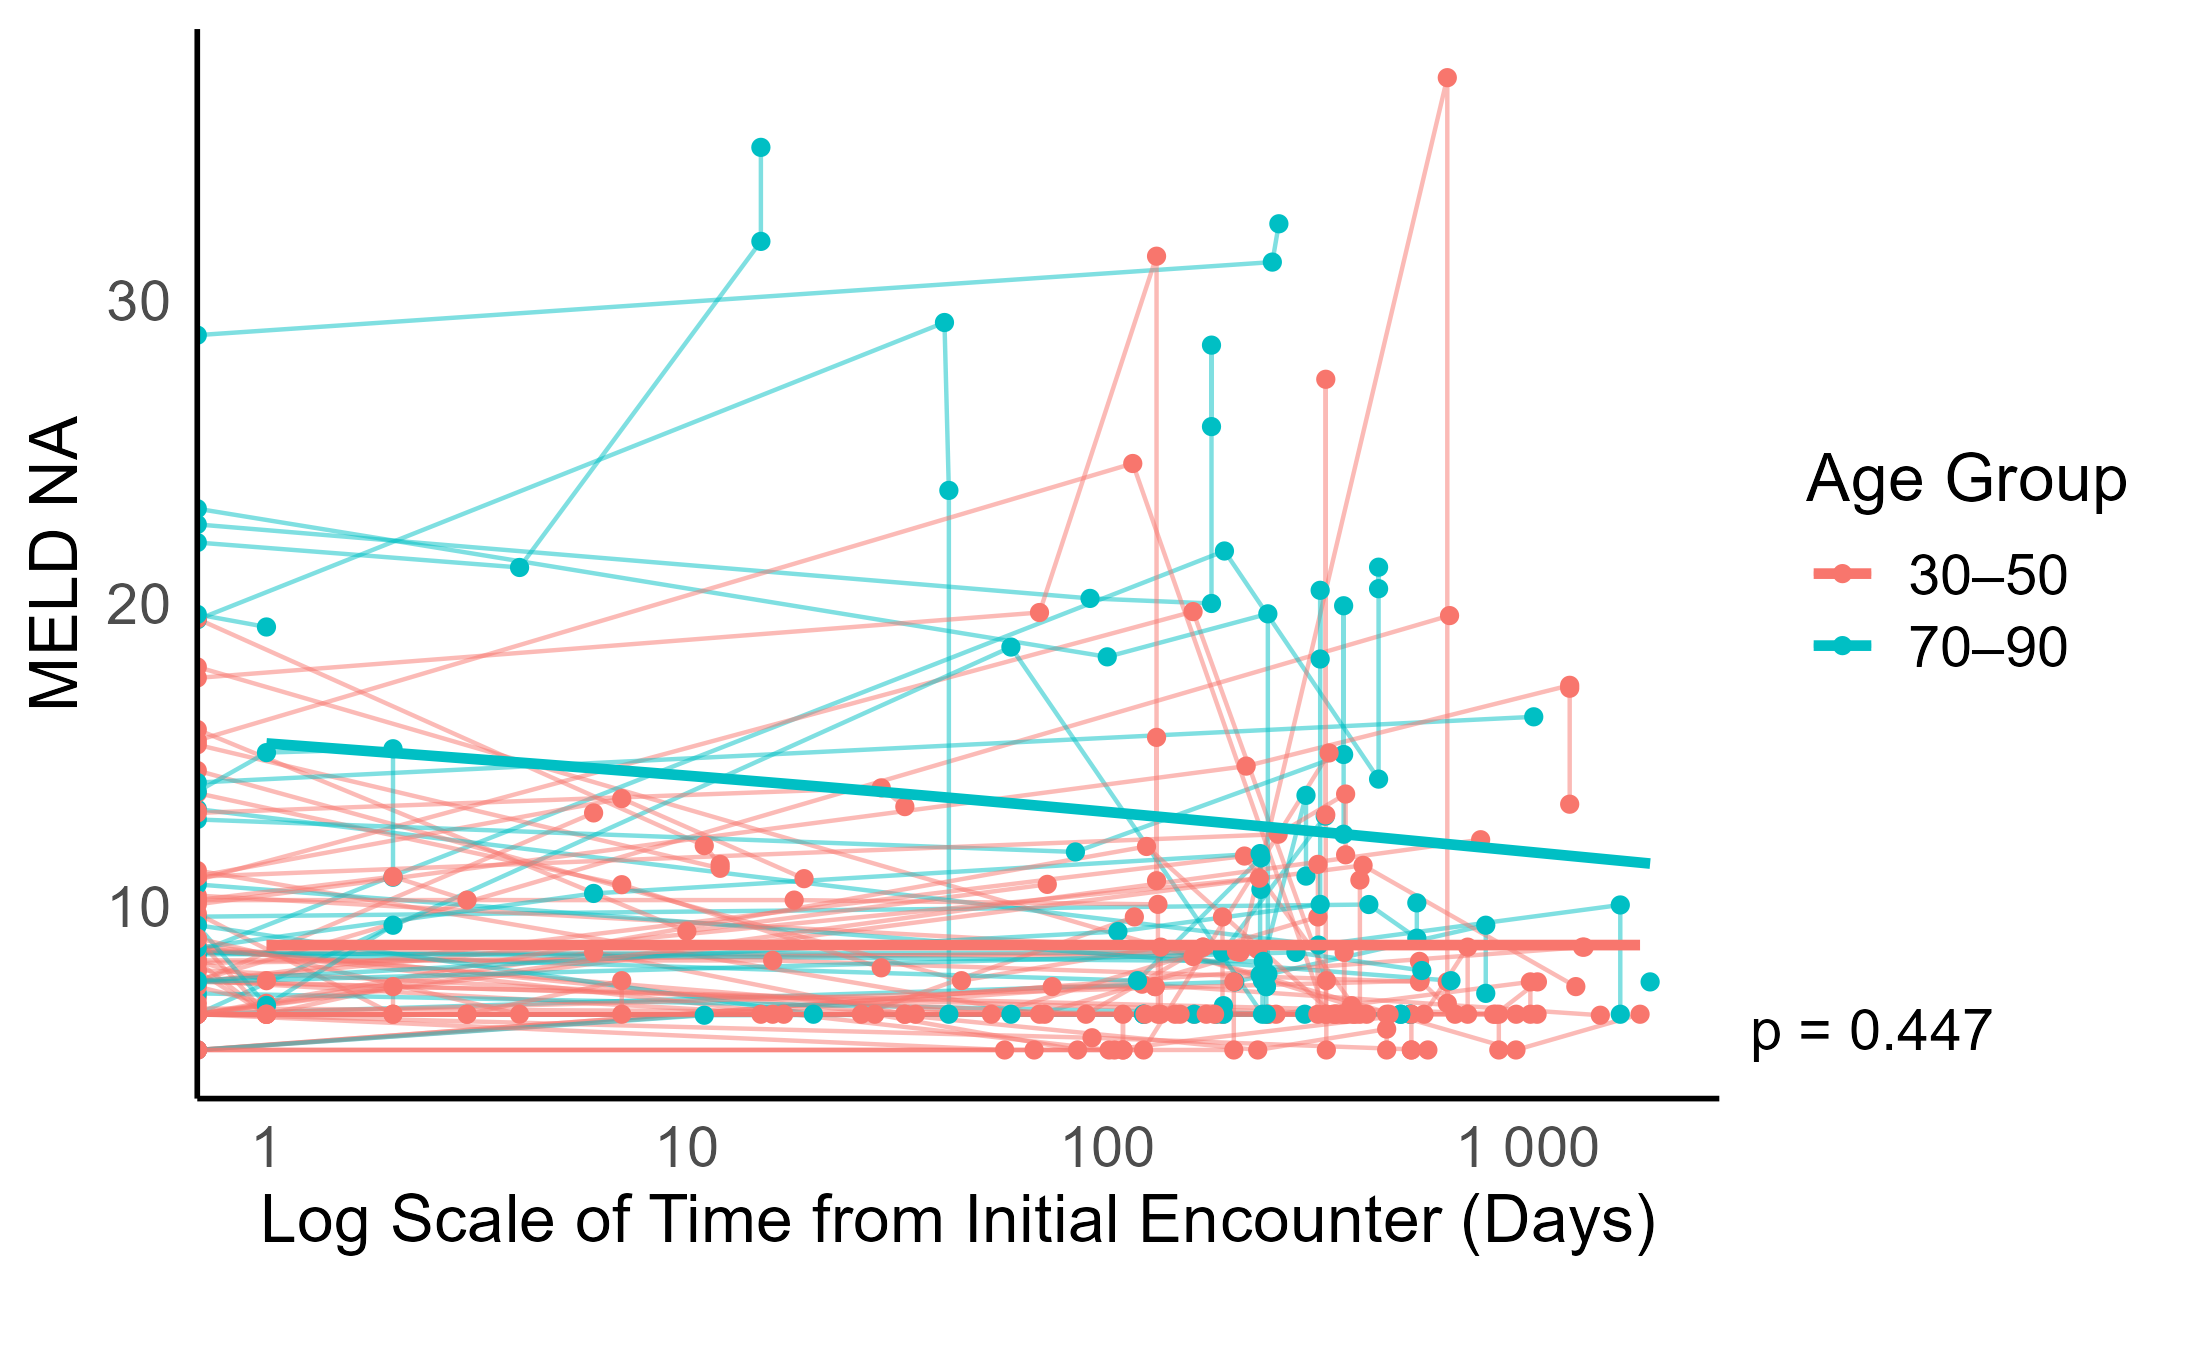 MELD NA
30
20
10
1
10
100
1 000
Log Scale of Time from Initial Encounter (Days)
Age Group
30–50
70–90
p = 0.447